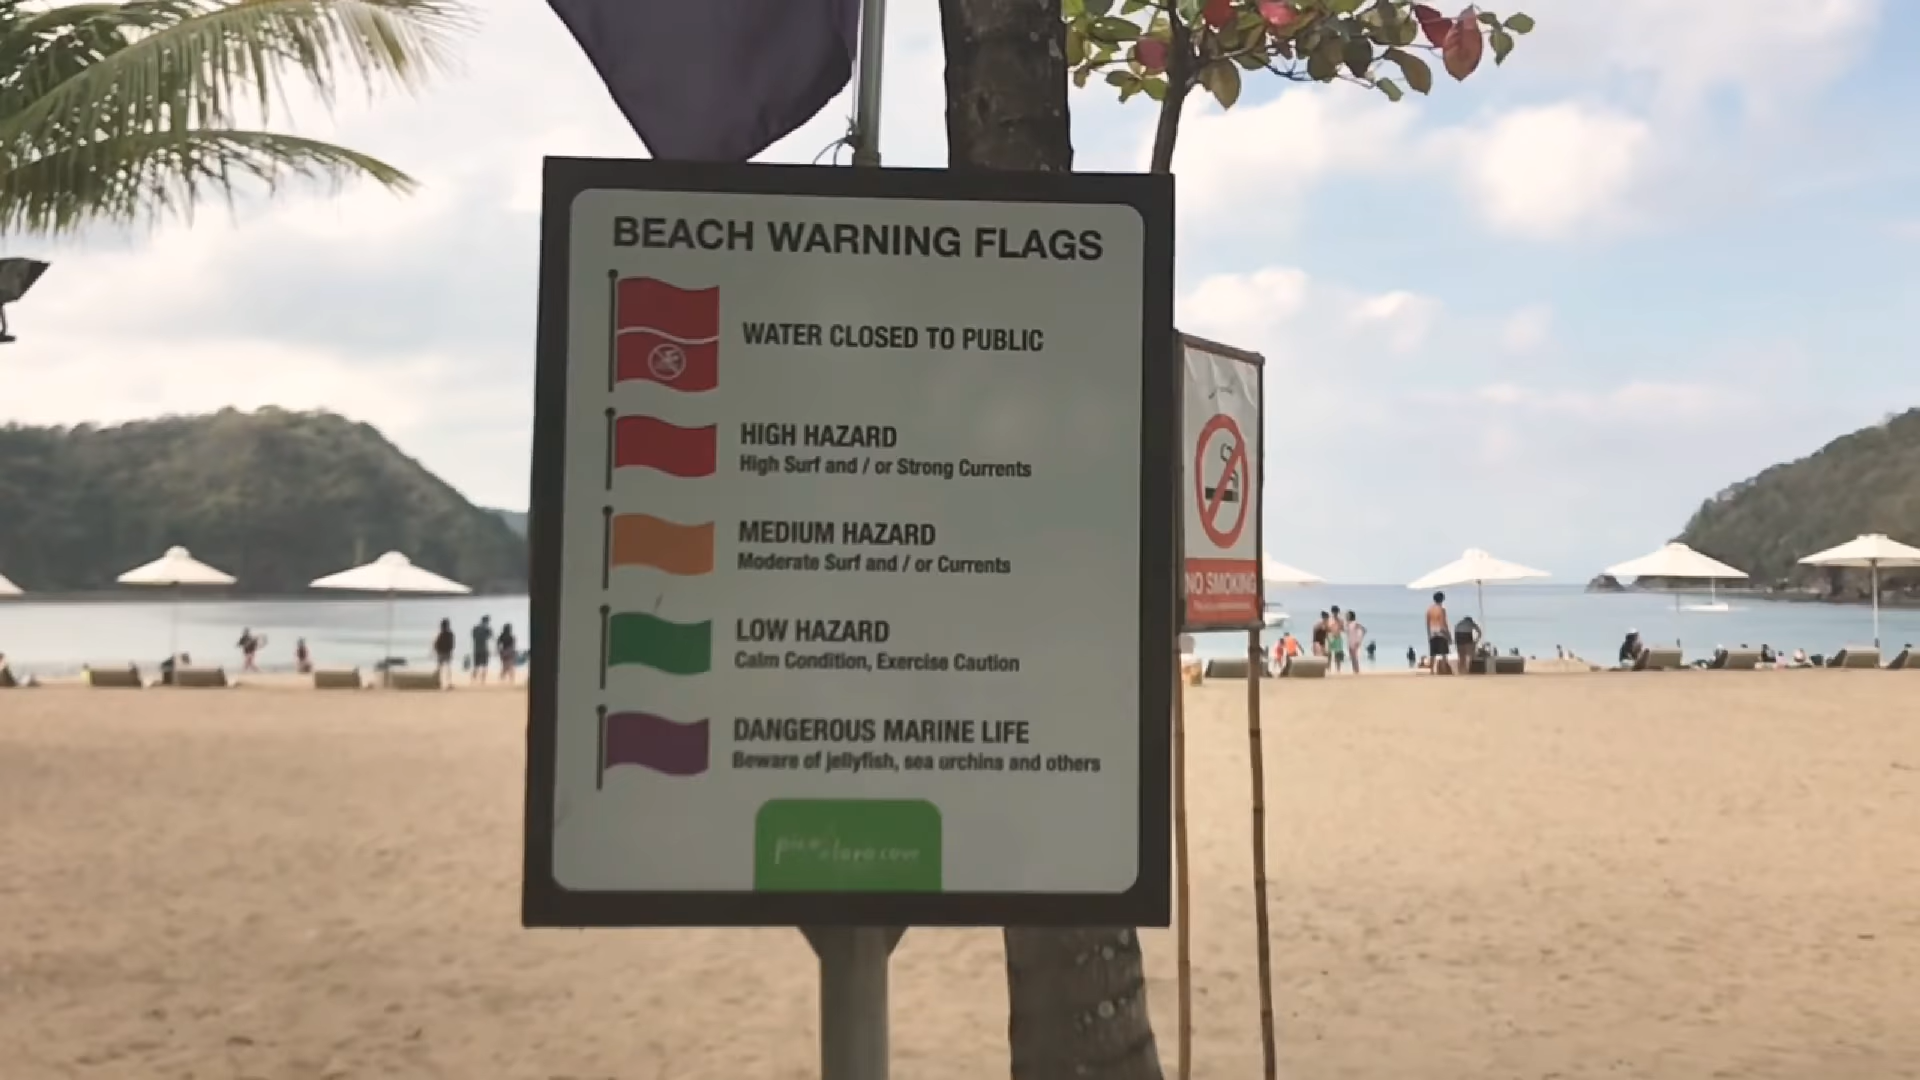 BEACH WARNING FLAGS
WATER CLOSED TO PUBLIC
HIGH HAZARD
High Surf and / or Strong Currents
MEDIUM HAZARD
Moderate Surf and / or Currents
LOW HAZARD
Calm Condition, Exercise Caution
DANGEROUS MARINE LIFE
Beware of jellyfish, sea urchins and others
NO SMOKING